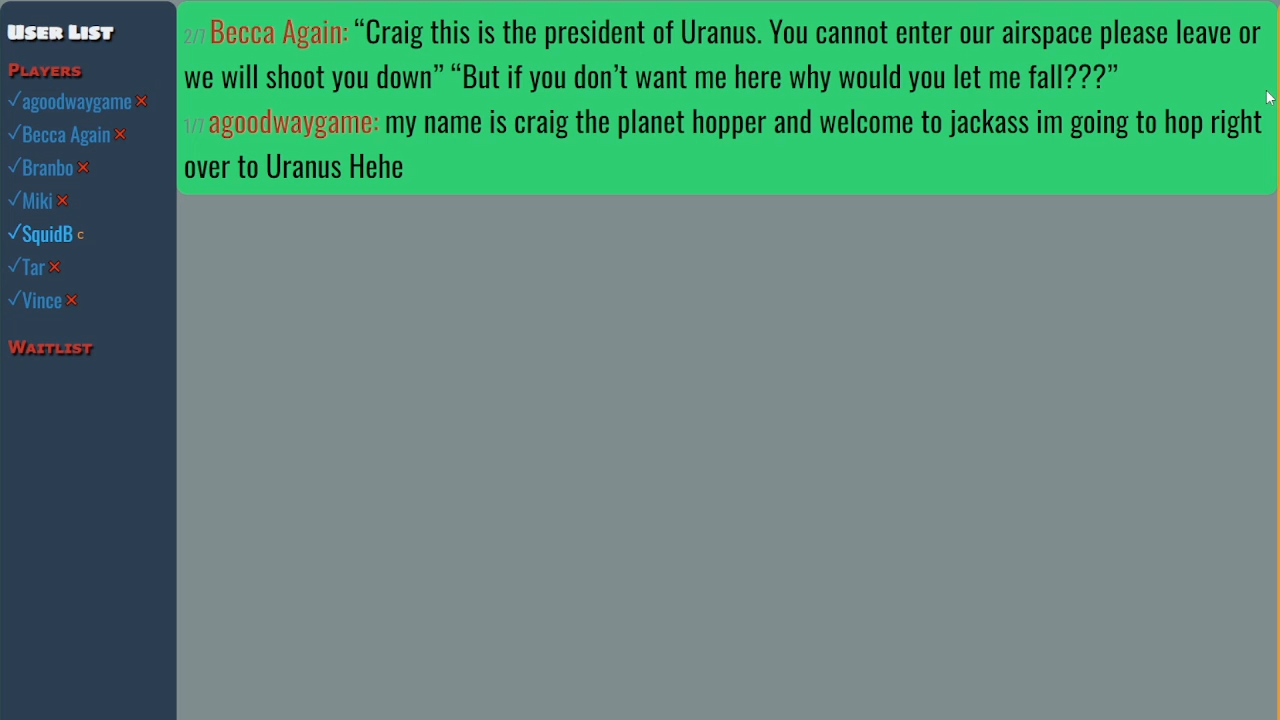 User List
Players
✓agoodwaygame ✕
✓Becca Again ✕
✓Branbo ✕
✓Miki ✕
✓SquidB c
✓Tar ✕
✓Vince ✕
Waitlist
2/7 Becca Again: “Craig this is the president of Uranus. You cannot enter our airspace please leave or
we will shoot you down” “But if you don’t want me here why would you let me fall???”
1/7 agoodwaygame: my name is craig the planet hopper and welcome to jackass im going to hop right
over to Uranus Hehe